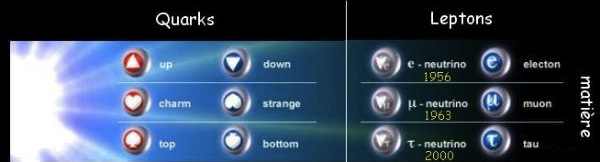 Quarks Leptons
up down e - neutrino e electon
1956
charm strange μ - neutrino μ muon
1963
top bottom τ - neutrino τ tau
2000
matière